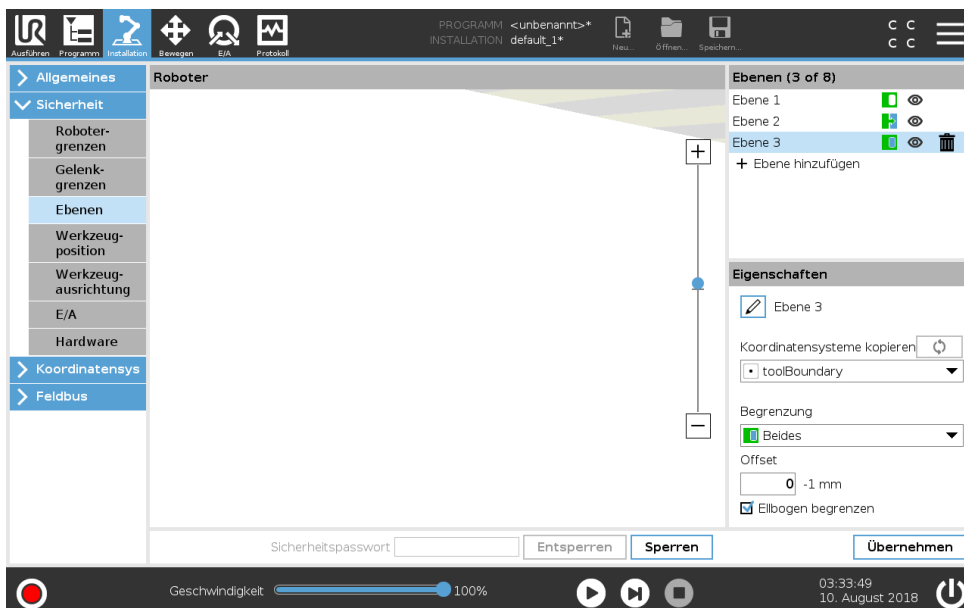 UR
Ausführen
Programm
Installation
Bewegen
E/A
Protokoll
PROGRAMM <unbenannt>*
INSTALLATION default_1*
Neu...
Öffnen...
Speichern...
C C
C C
Allgemeines
Sicherheit
Roboter-
grenzen
Gelenk-
grenzen
Ebenen
Werkzeug-
position
Werkzeug-
ausrichtung
E/A
Hardware
Koordinatensys
Feldbus
Roboter
Ebenen (3 of 8)
Ebene 1
Ebene 2
Ebene 3
+ Ebene hinzufügen
Eigenschaften
Ebene 3
Koordinatensysteme kopieren
toolBoundary
Begrenzung
Beides
Offset
0 -1 mm
Ellbogen begrenzen
Sicherheitspasswort
Entsperren
Sperren
Übernehmen
Geschwindigkeit
100%
03:33:49
10. August 2018